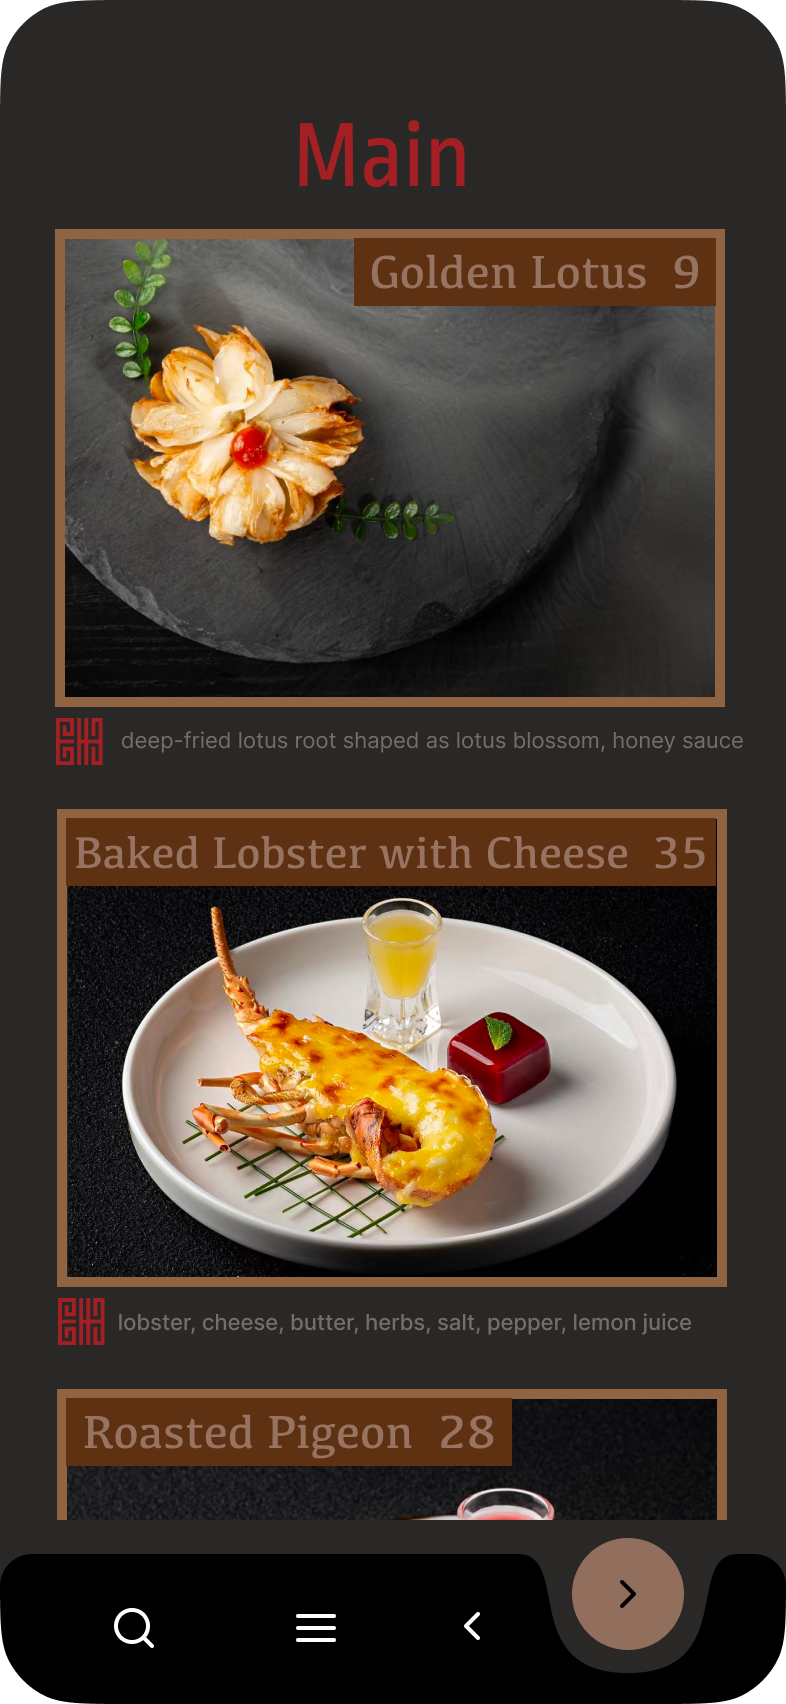 Main
Golden Lotus 9
deep-fried lotus root shaped as lotus blossom, honey sauce
Baked Lobster with Cheese 35
lobster, cheese, butter, herbs, salt, pepper, lemon juice
Roasted Pigeon 28